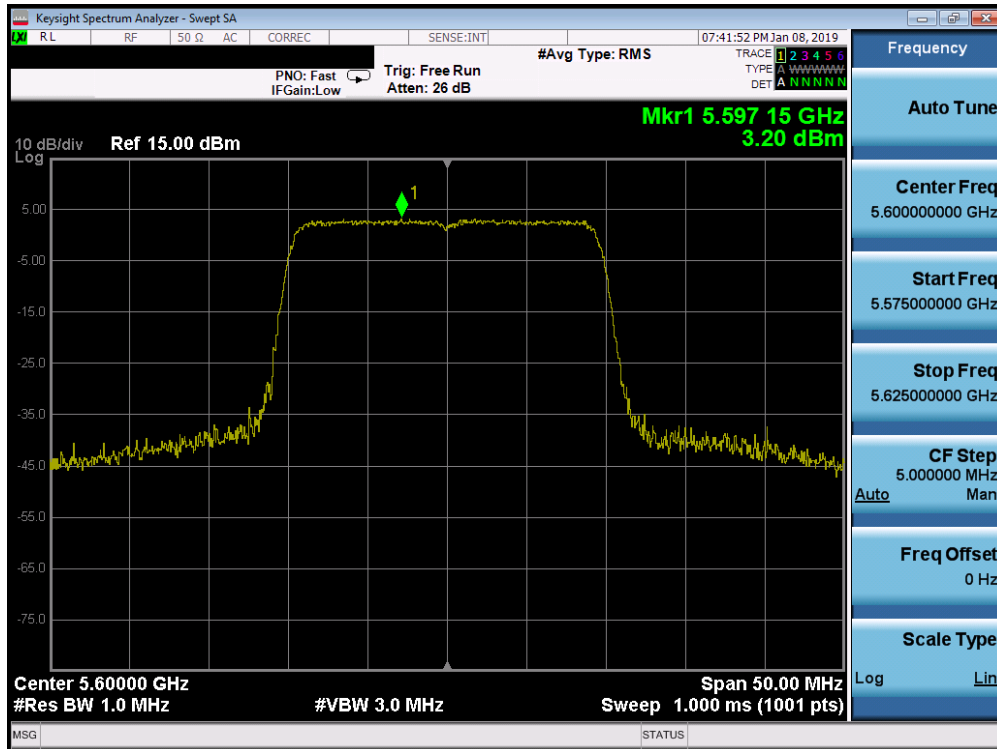 Keysight Spectrum Analyzer - Swept SA
LXI RL RF 50 Ω AC CORREC SENSE:INT 07:41:52 PM Jan 08, 2019
#Avg Type: RMS TRACE 1 2 3 4 5 6
PNO: Fast Trig: Free Run TYPE A WWWWW
IFGain:Low Atten: 26 dB DET A N N N N N
Mkr1 5.597 15 GHz
3.20 dBm
10 dB/div Ref 15.00 dBm
Log
1
5.00
-5.00
-15.0
-25.0
-35.0
-45.0
-55.0
-65.0
-75.0
Center 5.60000 GHz Span 50.00 MHz
#Res BW 1.0 MHz #VBW 3.0 MHz Sweep 1.000 ms (1001 pts)
MSG STATUS
Frequency
Auto Tune
Center Freq
5.600000000 GHz
Start Freq
5.575000000 GHz
Stop Freq
5.625000000 GHz
CF Step
5.000000 MHz
Auto Man
Freq Offset
0 Hz
Scale Type
Log Lin